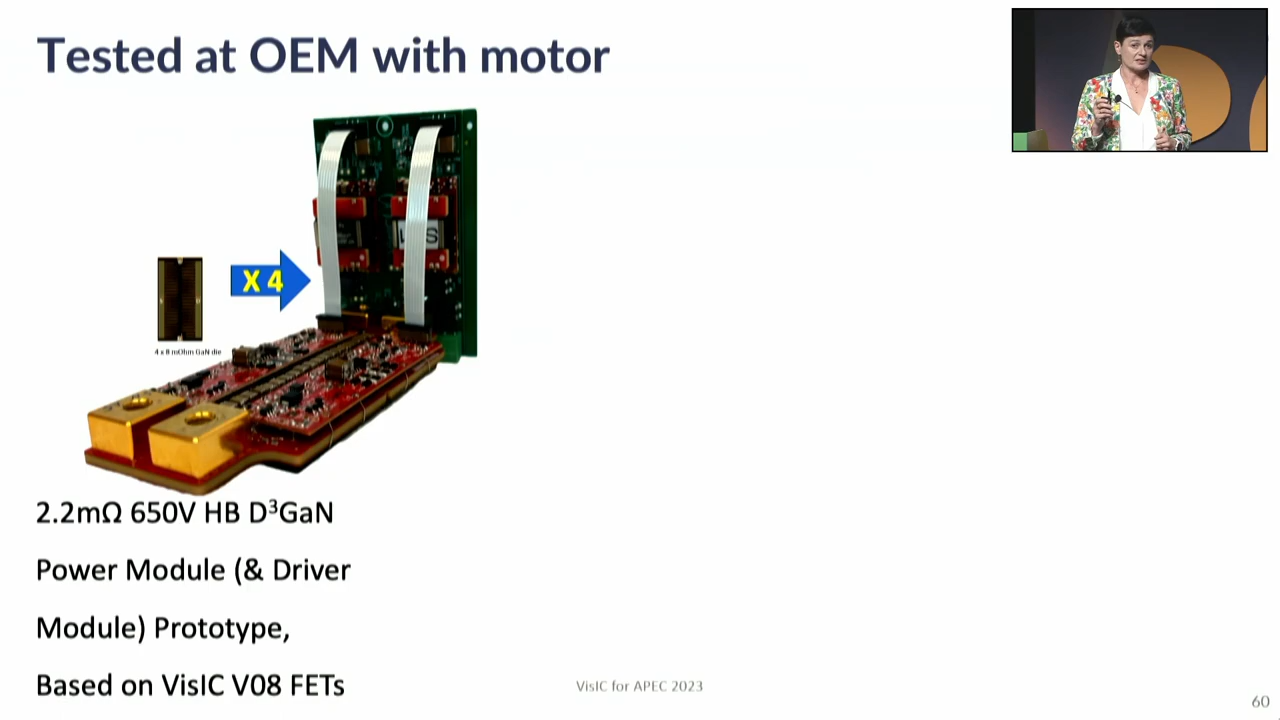 Tested at OEM with motor
X 4
4 x 8 mOhm GaN die
2.2mΩ 650V HB D³GaN
Power Module (& Driver
Module) Prototype,
Based on VisIC V08 FETs
VisIC for APEC 2023
60